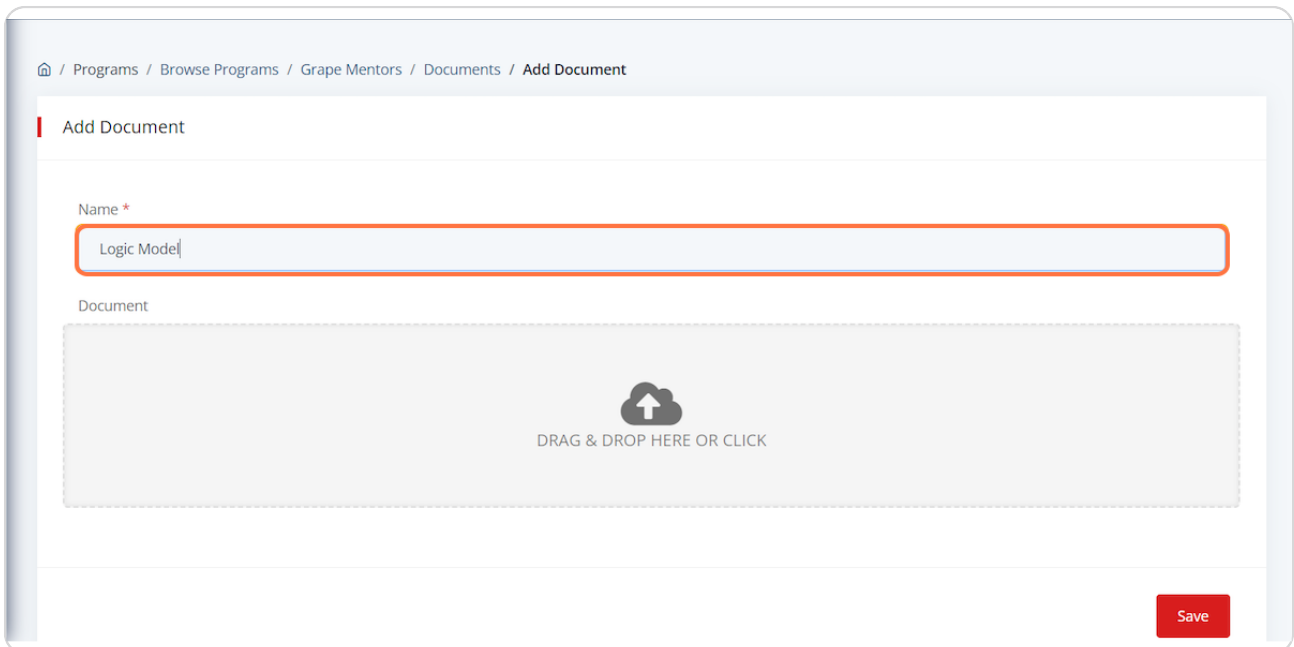 / Programs / Browse Programs / Grape Mentors / Documents / Add Document
Add Document
Name *
Logic Model
Document
DRAG & DROP HERE OR CLICK
Save